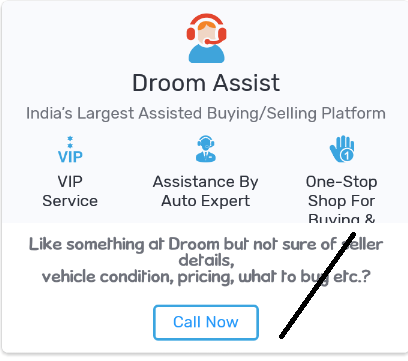 Droom Assist
India's Largest Assisted Buying/Selling Platform
VIP
VIP
Service
Assistance By
Auto Expert
1
One-Stop
Shop For
Buying &
Like something at Droom but not sure of seller
details,
vehicle condition, pricing, what to buy etc.?
Call Now